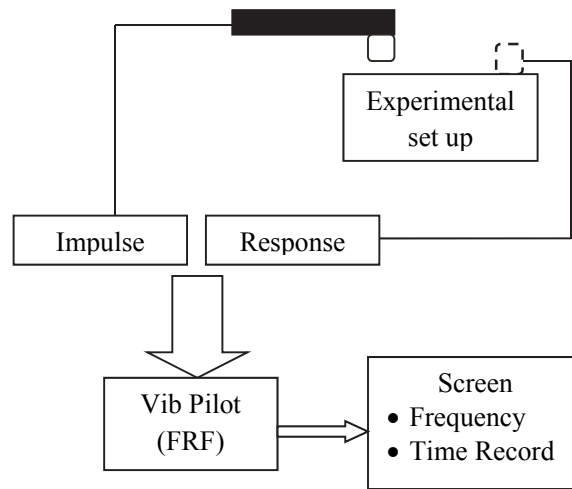 Experimental
set up
Impulse
Response
Vib Pilot
(FRF)
Screen
• Frequency
• Time Record